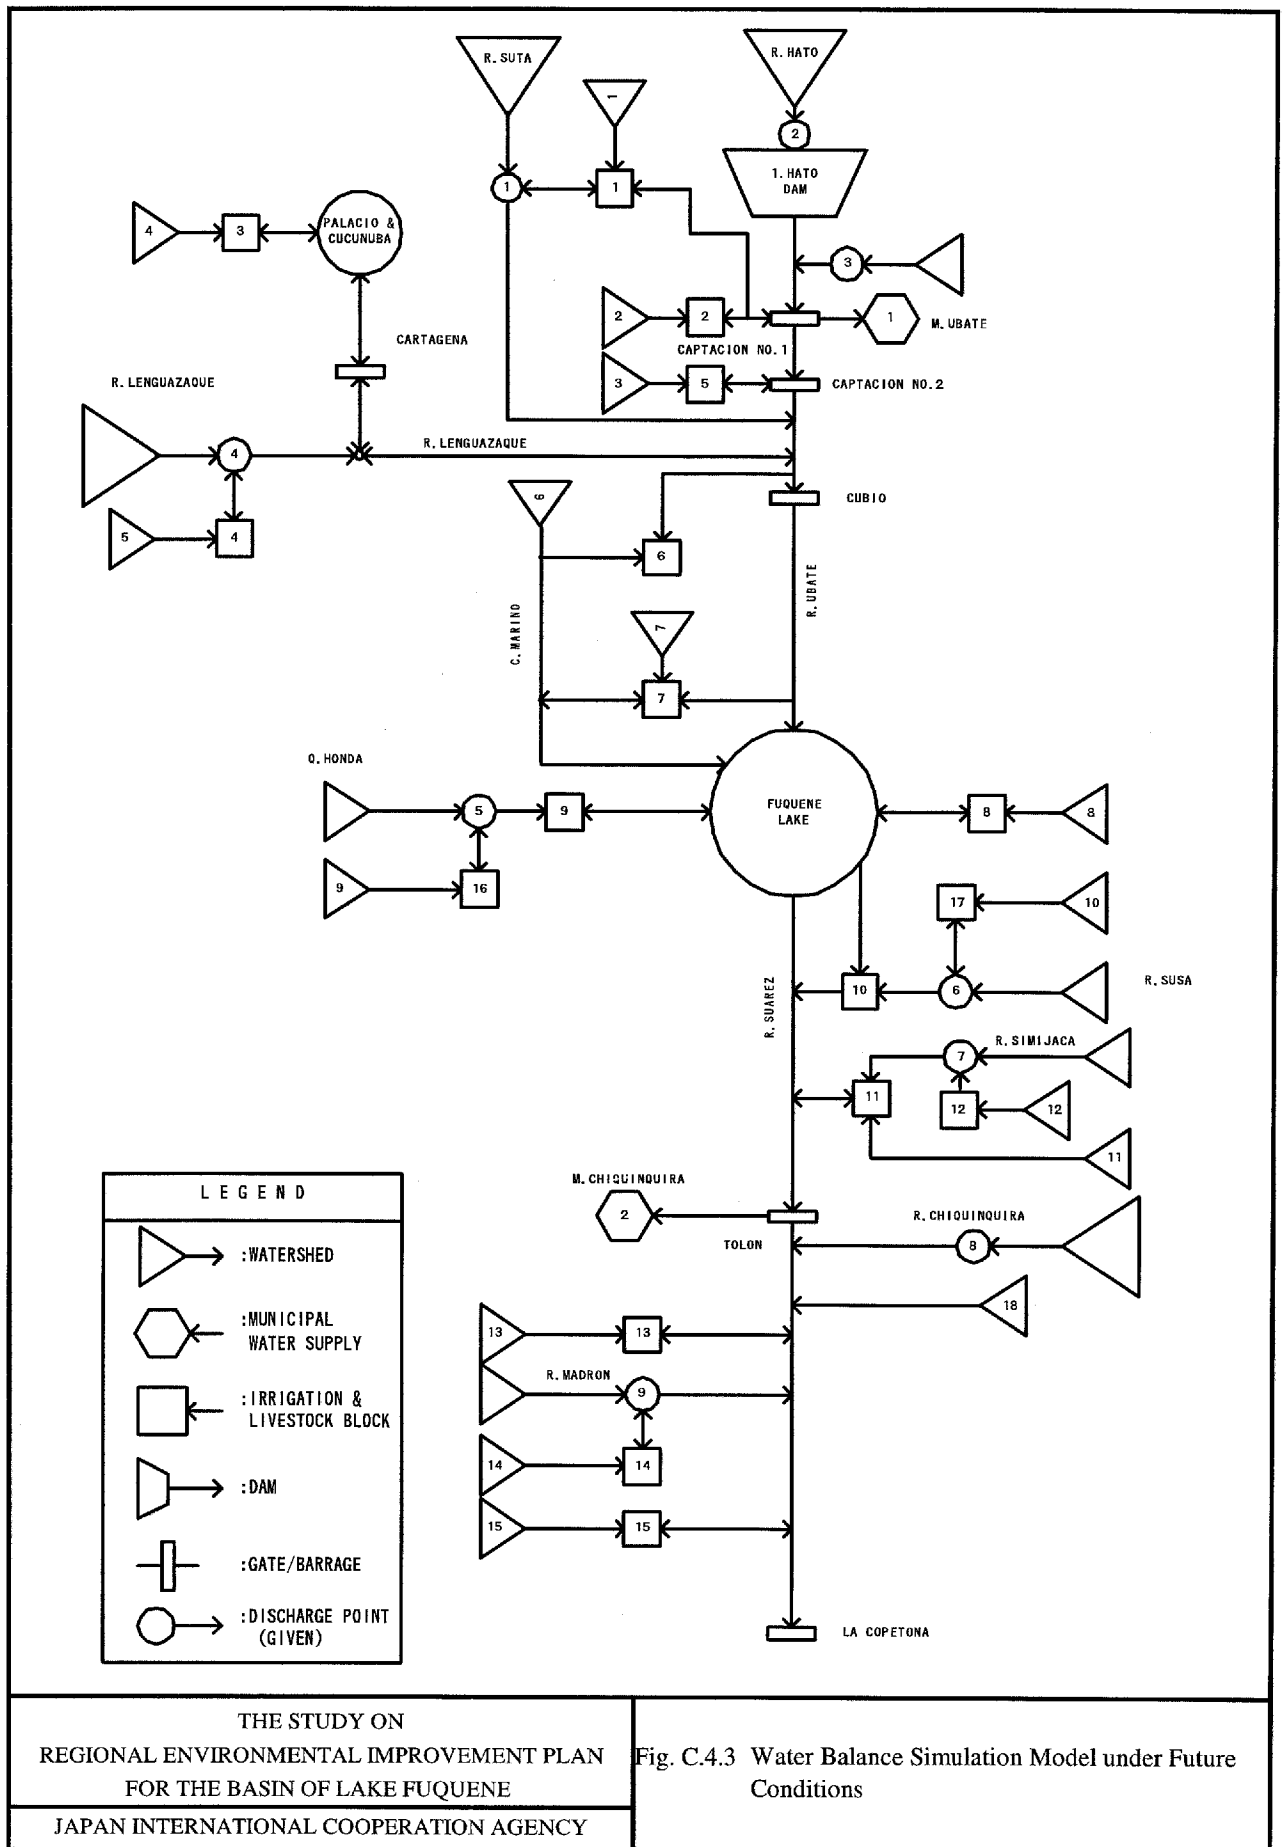 R. SUTA
R. HATO
1
2
1. HATO
DAM
1
1
4
3
PALACIO &
CUCUNUBA
3
2
2
1
M. UBATE
CAPTACION NO. 1
CARTAGENA
3
5
CAPTACION NO. 2
R. LENGUAZAQUE
R. LENGUAZAQUE
4
6
CUBIO
5
4
6
R. UBATE
C. MARINO
7
7
Q. HONDA
5
9
FUQUENE
LAKE
8
8
9
16
17
10
10
6
R. SUSA
R. SUAREZ
R. SIMIJACA
7
11
12
12
11
M. CHIQUINQUIRA
2
TOLON
R. CHIQUINQUIRA
8
18
13
13
R. MADRON
9
14
14
15
15
LA COPETONA
LEGEND
:WATERSHED
:MUNICIPAL
WATER SUPPLY
:IRRIGATION &
LIVESTOCK BLOCK
:DAM
:GATE/BARRAGE
:DISCHARGE POINT
(GIVEN)
THE STUDY ON
REGIONAL ENVIRONMENTAL IMPROVEMENT PLAN
FOR THE BASIN OF LAKE FUQUENE
JAPAN INTERNATIONAL COOPERATION AGENCY
Fig. C.4.3 Water Balance Simulation Model under Future
Conditions